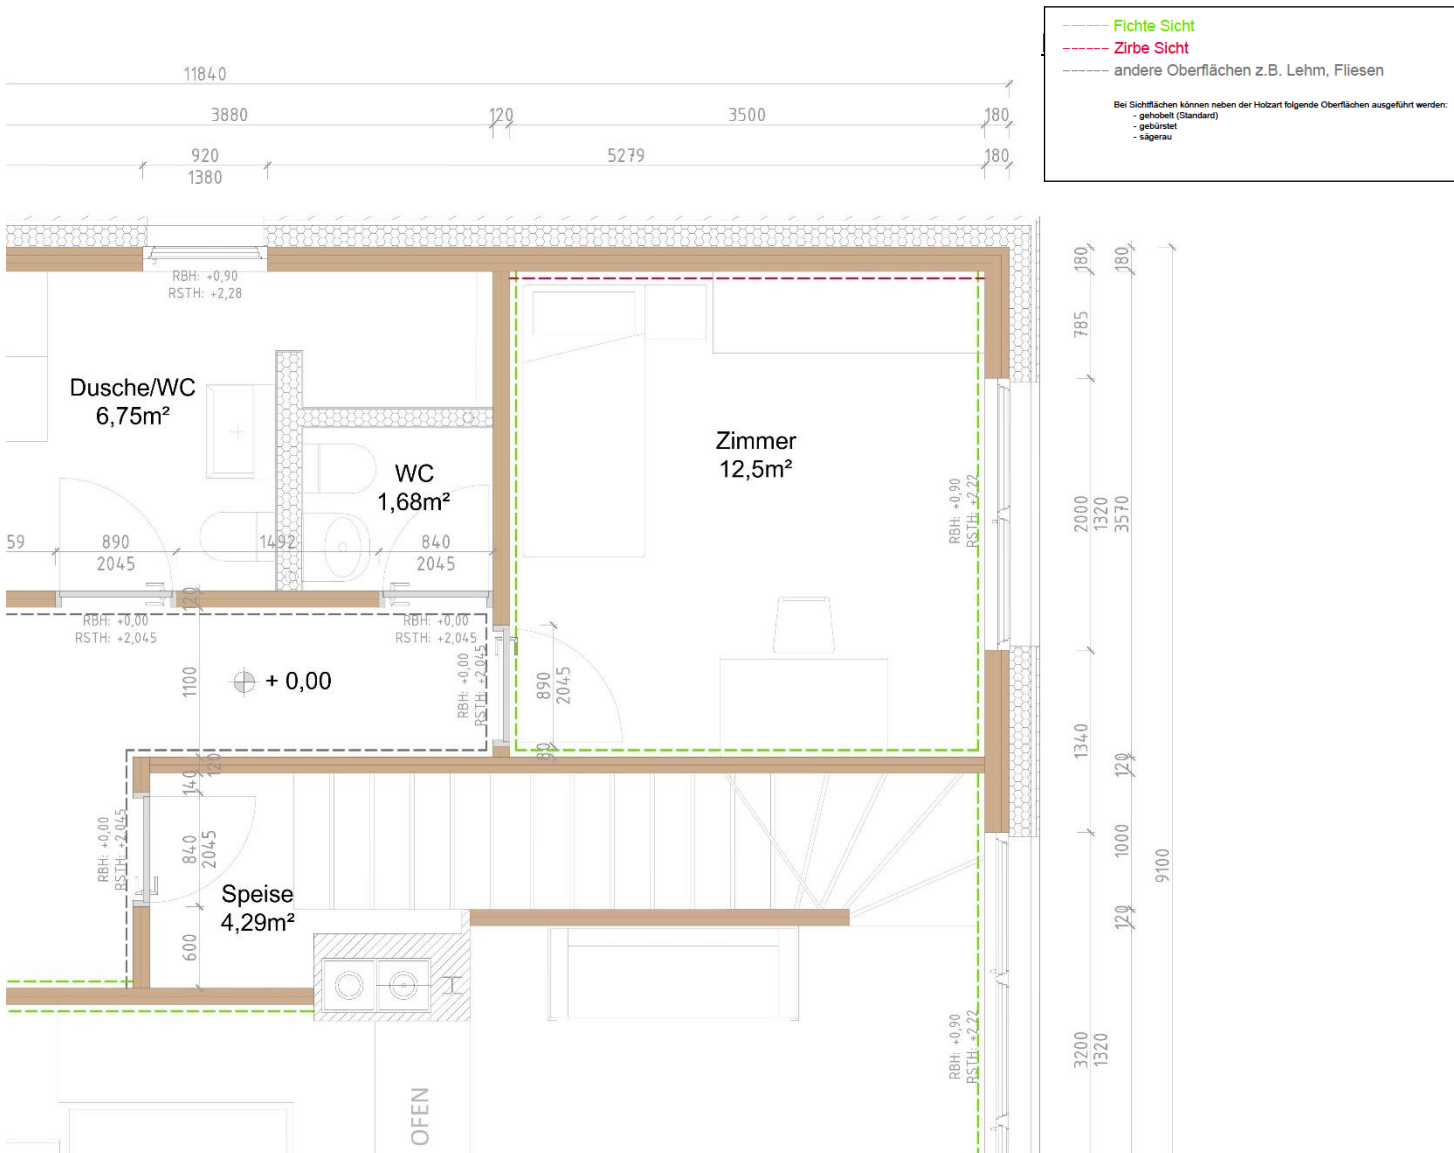 Fichte Sicht
Zirbe Sicht
andere Oberflächen z.B. Lehm, Fliesen
Bei Sichtflächen können neben der Holzart folgende Oberflächen ausgeführt werden:
- gehobelt (Standard)
- gebürstet
- sägerau
11840
3880
120
3500
180
920
1380
5279
180
RBH: +0,90
RSTH: +2,28
180
180
785
Dusche/WC
6,75m²
WC
1,68m²
Zimmer
12,5m²
RBH: +0,90
RSTH: +2,22
2000
1320
3570
59
890
2045
1492
840
2045
120
RBH: +0,00
RSTH: +2,045
RBH: +0,00
RSTH: +2,045
RBH: +0,00
RSTH: +2,045
1100
+ 0,00
890
2045
80
1340
120
120
140
RBH: +0,00
RSTH: +2,045
840
2045
1000
9100
Speise
4,29m²
120
600
RBH: +0,90
RSTH: +2,22
3200
1320
OFEN